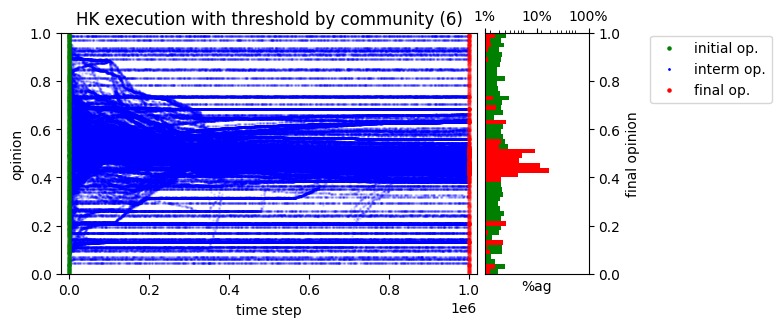 HK execution with threshold by community (6)
1% 10% 100%
initial op.
interm op.
final op.
opinion
1.0
0.8
0.6
0.4
0.2
0.0
0.0 0.2 0.4 0.6 0.8 1.0
1e6
time step
1.0
0.8
0.6
0.4
0.2
0.0
final opinion
%ag